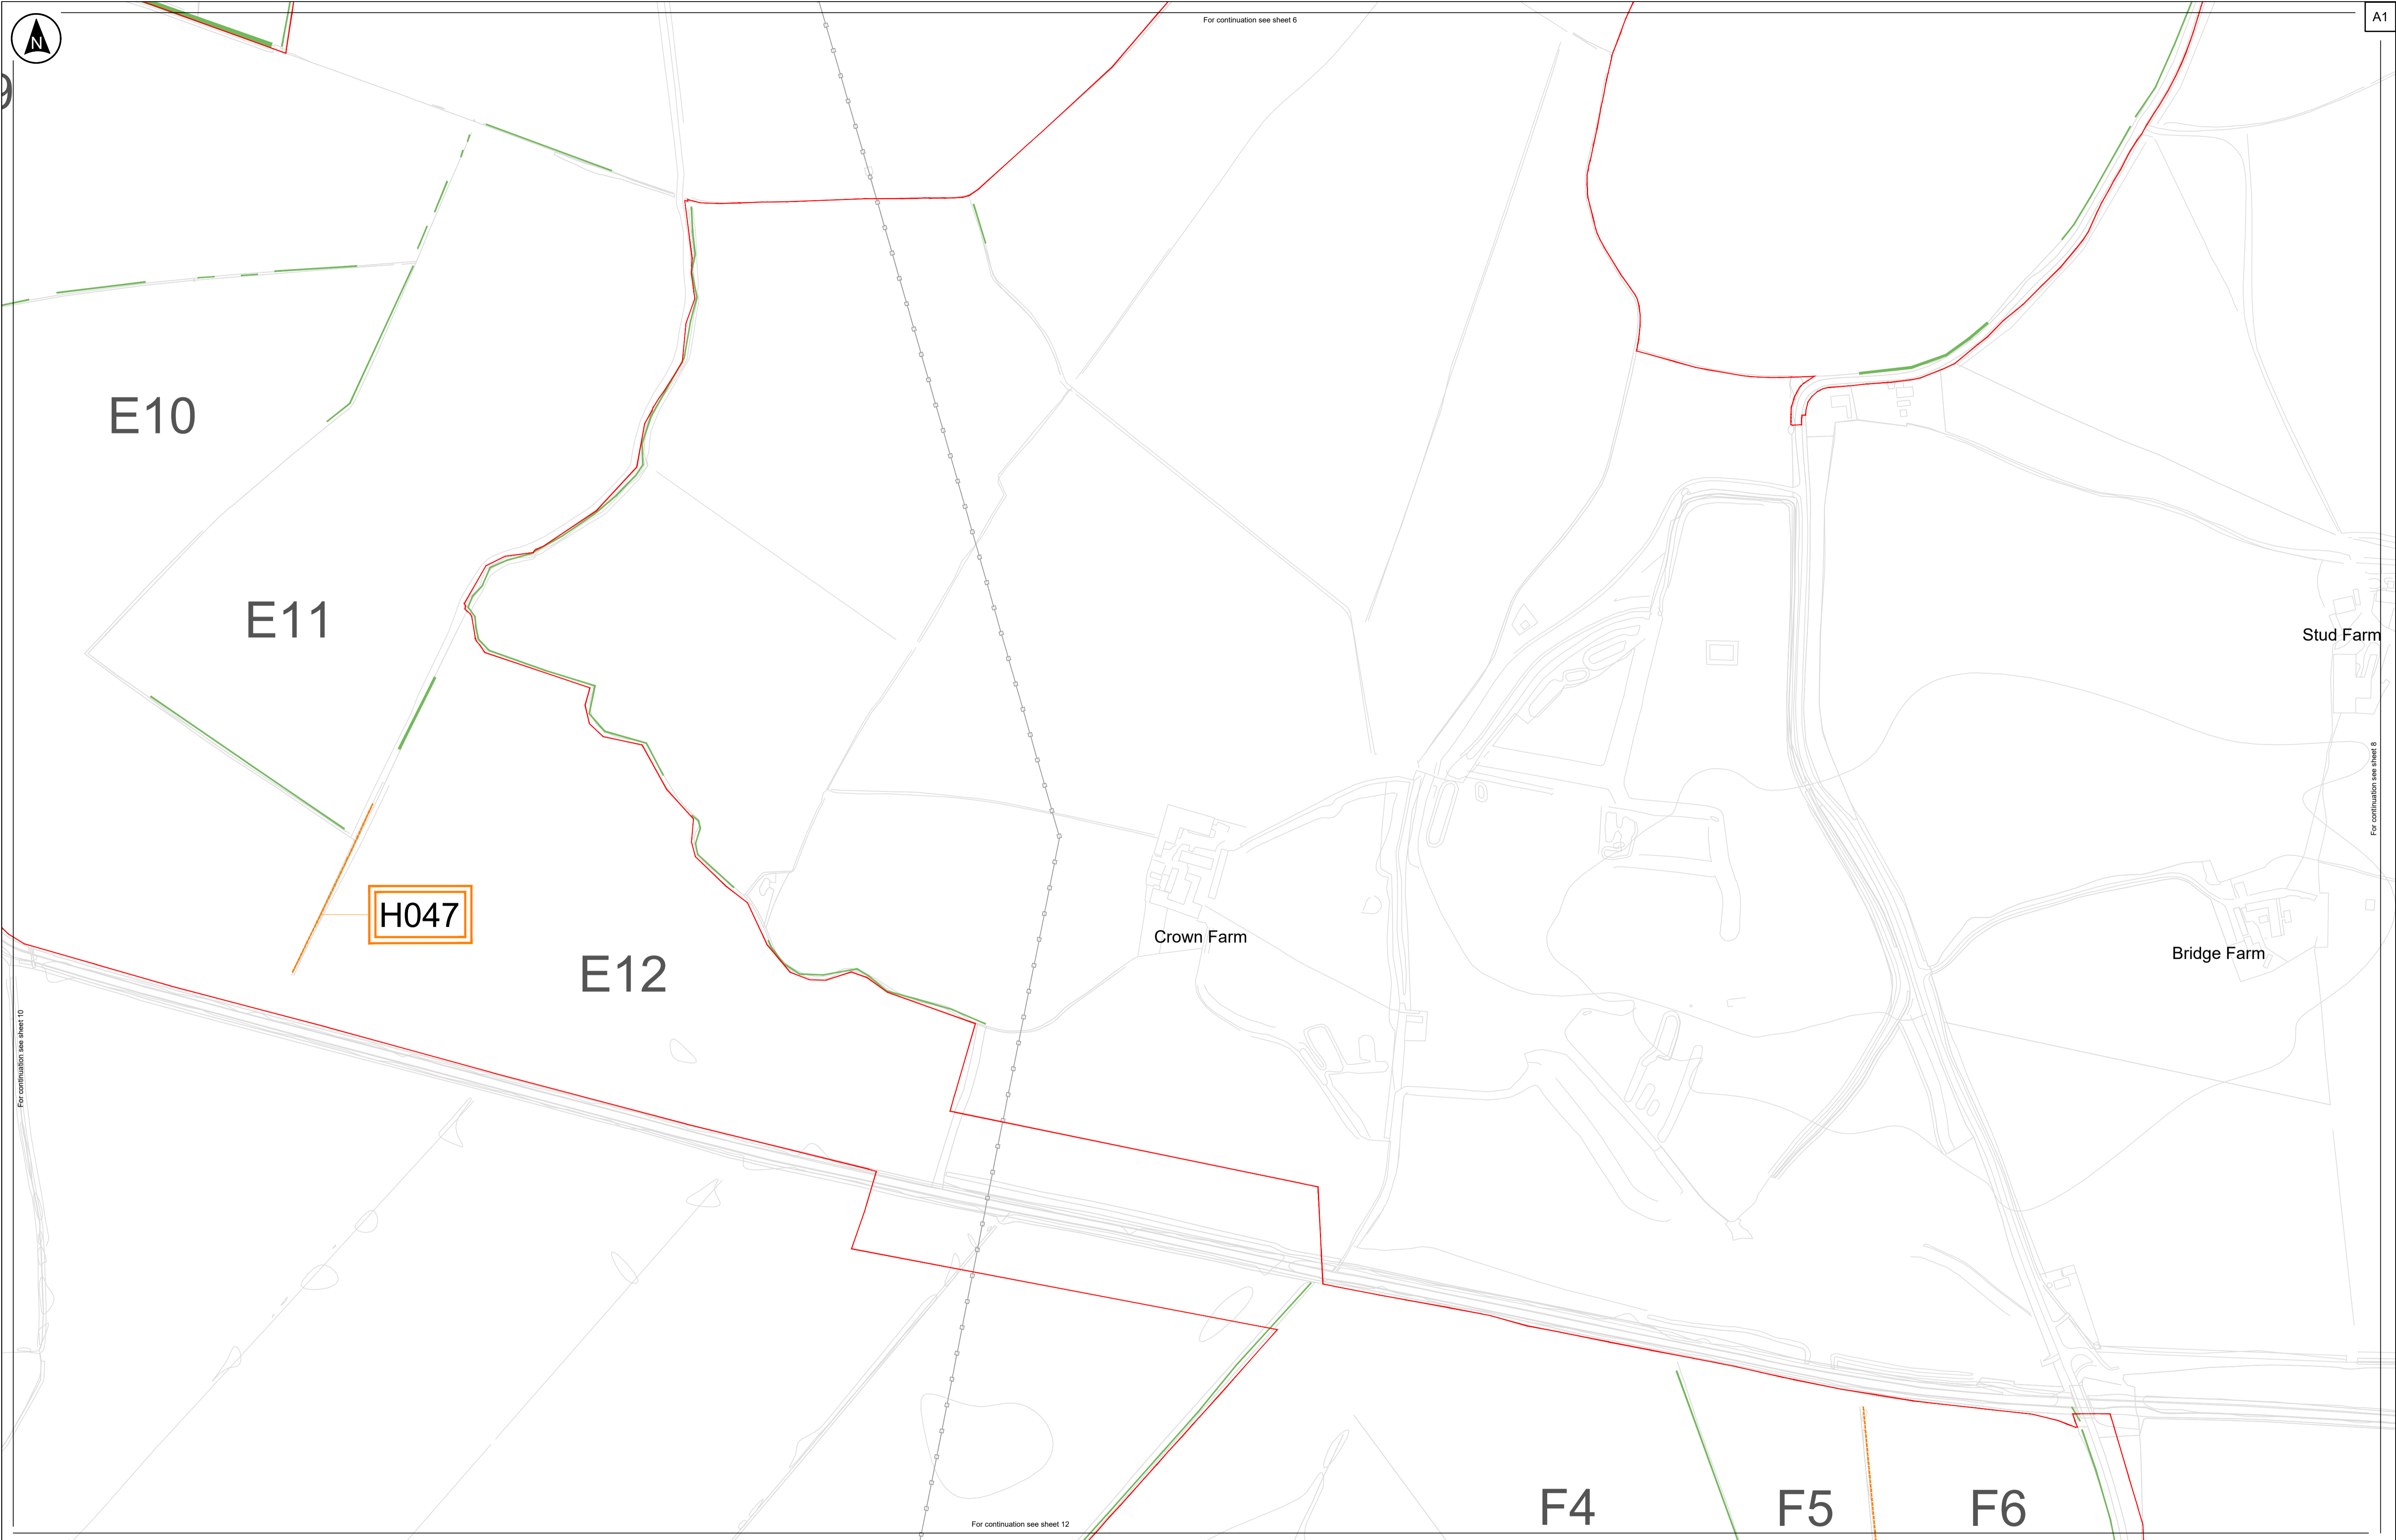 For continuation see sheet 6
A1
N
9
E10
E11
Stud Farm
For continuation see sheet 8
H047
Crown Farm
Bridge Farm
E12
For continuation see sheet 10
F4
F5
F6
For continuation see sheet 12